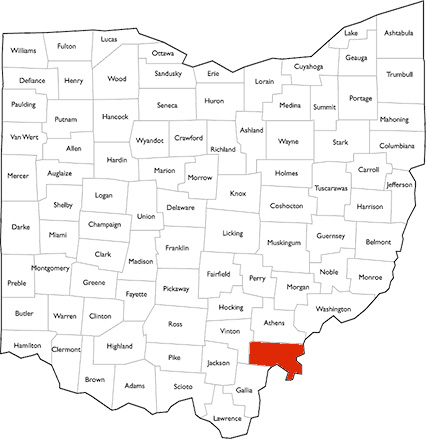 Lake
Ashtabula
Lucas
Fulton
Williams
Ottawa
Geauga
Cuyahoga
Trumbull
Defiance
Henry
Wood
Sandusky
Erie
Lorain
Paulding
Seneca
Huron
Medina
Summit
Portage
Mahoning
Putnam
Hancock
Van Wert
Wyandot
Crawford
Richland
Ashland
Wayne
Stark
Columbiana
Allen
Hardin
Mercer
Auglaize
Marion
Morrow
Holmes
Carroll
Jefferson
Tuscarawas
Logan
Knox
Shelby
Union
Delaware
Coshocton
Harrison
Darke
Miami
Champaign
Licking
Muskingum
Guernsey
Belmont
Clark
Madison
Franklin
Montgomery
Fairfield
Perry
Noble
Monroe
Preble
Greene
Fayette
Pickaway
Morgan
Butler
Warren
Clinton
Ross
Hocking
Washington
Vinton
Athens
Hamilton
Clermont
Highland
Pike
Jackson
Brown
Adams
Scioto
Gallia
Lawrence